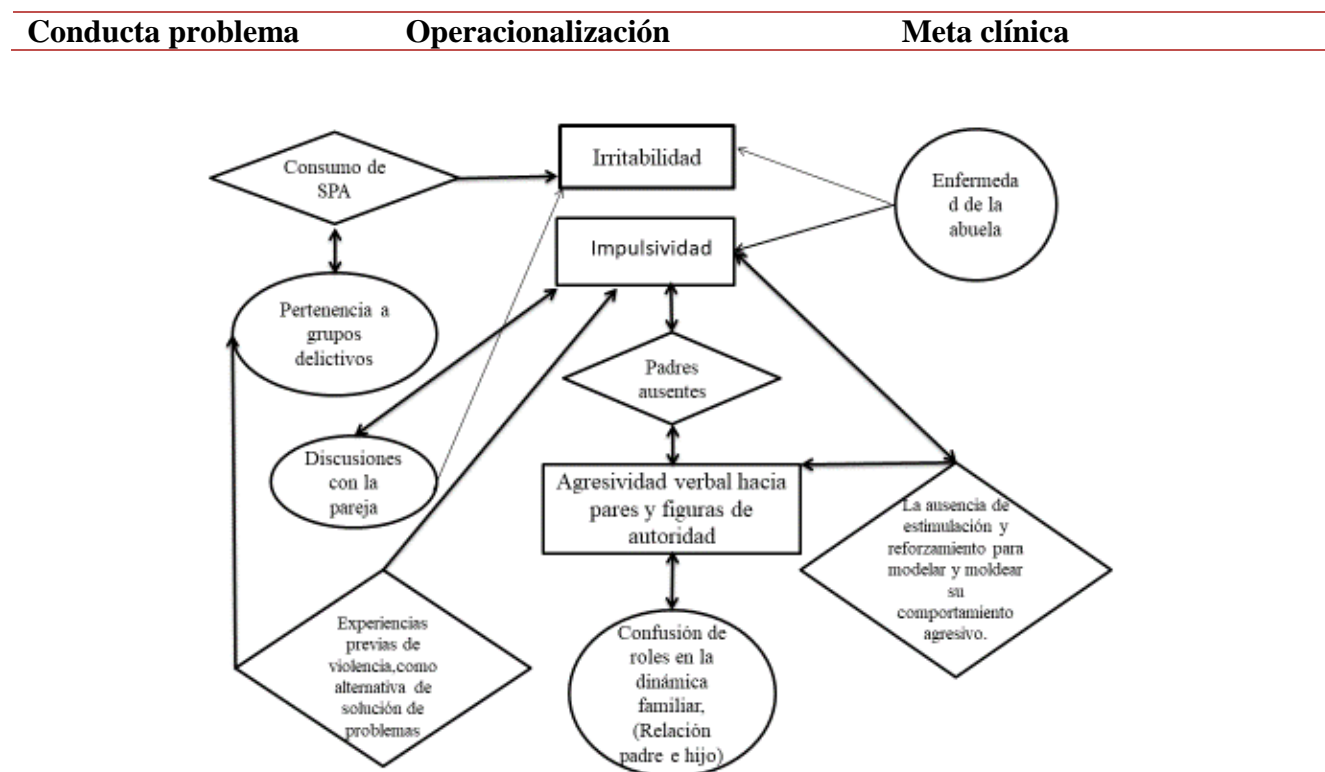 Conducta problema Operacionalización Meta clínica
Consumo de
SPA
Irritabilidad
Enfermeda
d de la
abuela
Impulsividad
Pertenencia a
grupos
delictivos
Padres
ausentes
Discusiones
con la
pareja
Agresividad verbal hacia
pares y figuras de
autoridad
La ausencia de
estimulación y
reforzamiento para
modelar y moldear
su
comportamiento
agresivo.
Experiencias
previas de
violencia,como
alternativa de
solución de
problemas
Confusión de
roles en la
dinámica
familiar,
(Relación
padre e hijo)